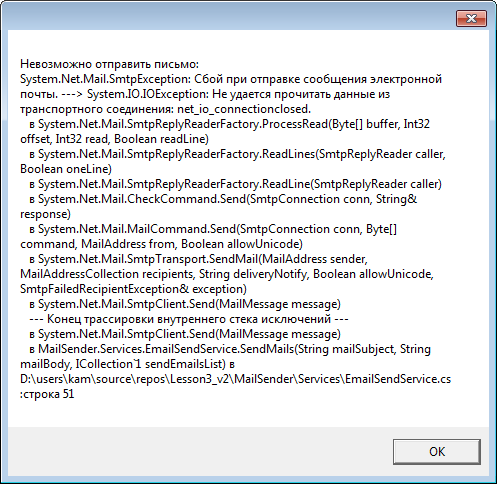 Невозможно отправить письмо:
System.Net.Mail.SmtpException: Сбой при отправке сообщения электронной
почты. ---> System.IO.IOException: Не удается прочитать данные из
транспортного соединения: net_io_connectionclosed.
в System.Net.Mail.SmtpReplyReaderFactory.ProcessRead(Byte[] buffer, Int32
offset, Int32 read, Boolean readLine)
в System.Net.Mail.SmtpReplyReaderFactory.ReadLines(SmtpReplyReader caller,
Boolean oneLine)
в System.Net.Mail.SmtpReplyReaderFactory.ReadLine(SmtpReplyReader caller)
в System.Net.Mail.CheckCommand.Send(SmtpConnection conn, String&
response)
в System.Net.Mail.MailCommand.Send(SmtpConnection conn, Byte[]
command, MailAddress from, Boolean allowUnicode)
в System.Net.Mail.SmtpTransport.SendMail(MailAddress sender,
MailAddressCollection recipients, String deliveryNotify, Boolean allowUnicode,
SmtpFailedRecipientException& exception)
в System.Net.Mail.SmtpClient.Send(MailMessage message)
--- Конец трассировки внутреннего стека исключений ---
в System.Net.Mail.SmtpClient.Send(MailMessage message)
в MailSender.Services.EmailSendService.SendMails(String mailSubject, String
mailBody, ICollection`1 sendEmailsList) в
D:\users\kam\source\repos\Lesson3_v2\MailSender\Services\EmailSendService.cs
:строка 51
OK